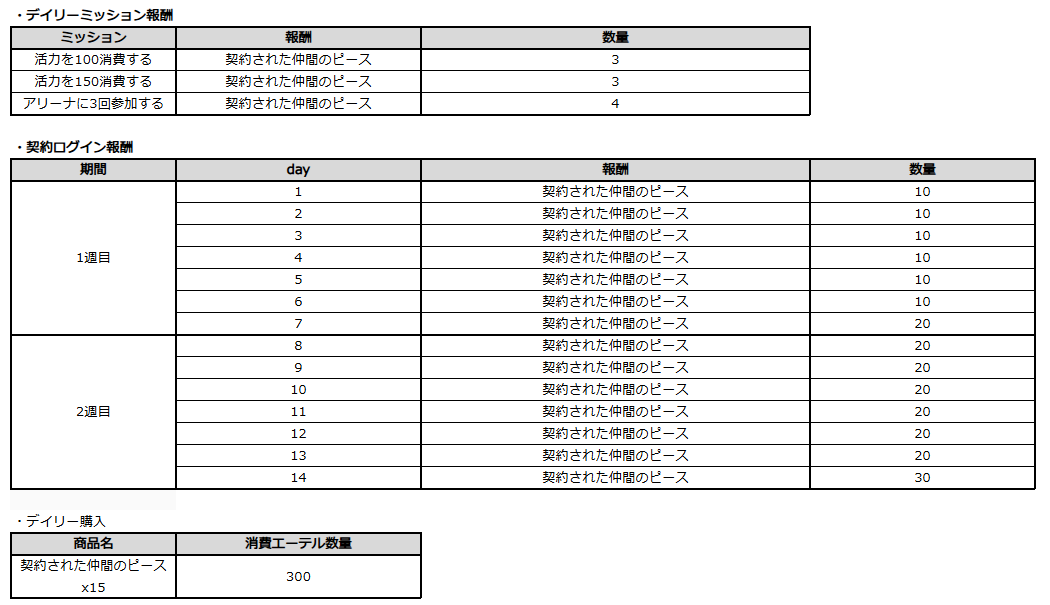 ・デイリーミッション報酬
ミッション 報酬 数量
活力を100消費する 契約された仲間のピース 3
活力を150消費する 契約された仲間のピース 3
アリーナに3回参加する 契約された仲間のピース 4
・契約ログイン報酬
期間 day 報酬 数量
1週目
1 契約された仲間のピース 10
2 契約された仲間のピース 10
3 契約された仲間のピース 10
4 契約された仲間のピース 10
5 契約された仲間のピース 10
6 契約された仲間のピース 10
7 契約された仲間のピース 20
2週目
8 契約された仲間のピース 20
9 契約された仲間のピース 20
10 契約された仲間のピース 20
11 契約された仲間のピース 20
12 契約された仲間のピース 20
13 契約された仲間のピース 20
14 契約された仲間のピース 30
・デイリー購入
商品名 消費エーテル数量
契約された仲間のピース
x15
300